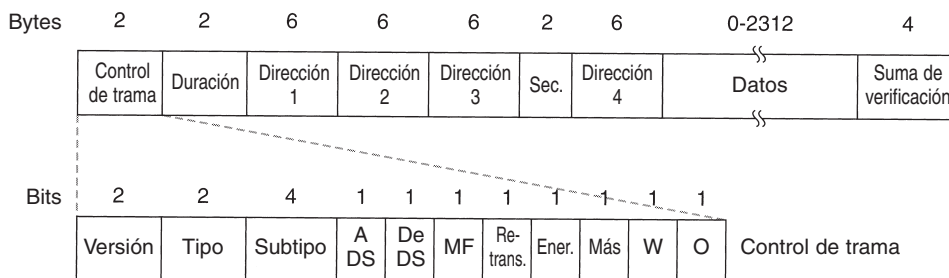 Bytes 2 2 6 6 6 2 6 0-2312 4
Control de trama Duración Dirección 1 Dirección 2 Dirección 3 Sec. Dirección 4 Datos Suma de verificación
Bits 2 2 4 1 1 1 1 1 1 1 1
Versión Tipo Subtipo A DS De DS MF Re- trans. Ener. Más W O Control de trama